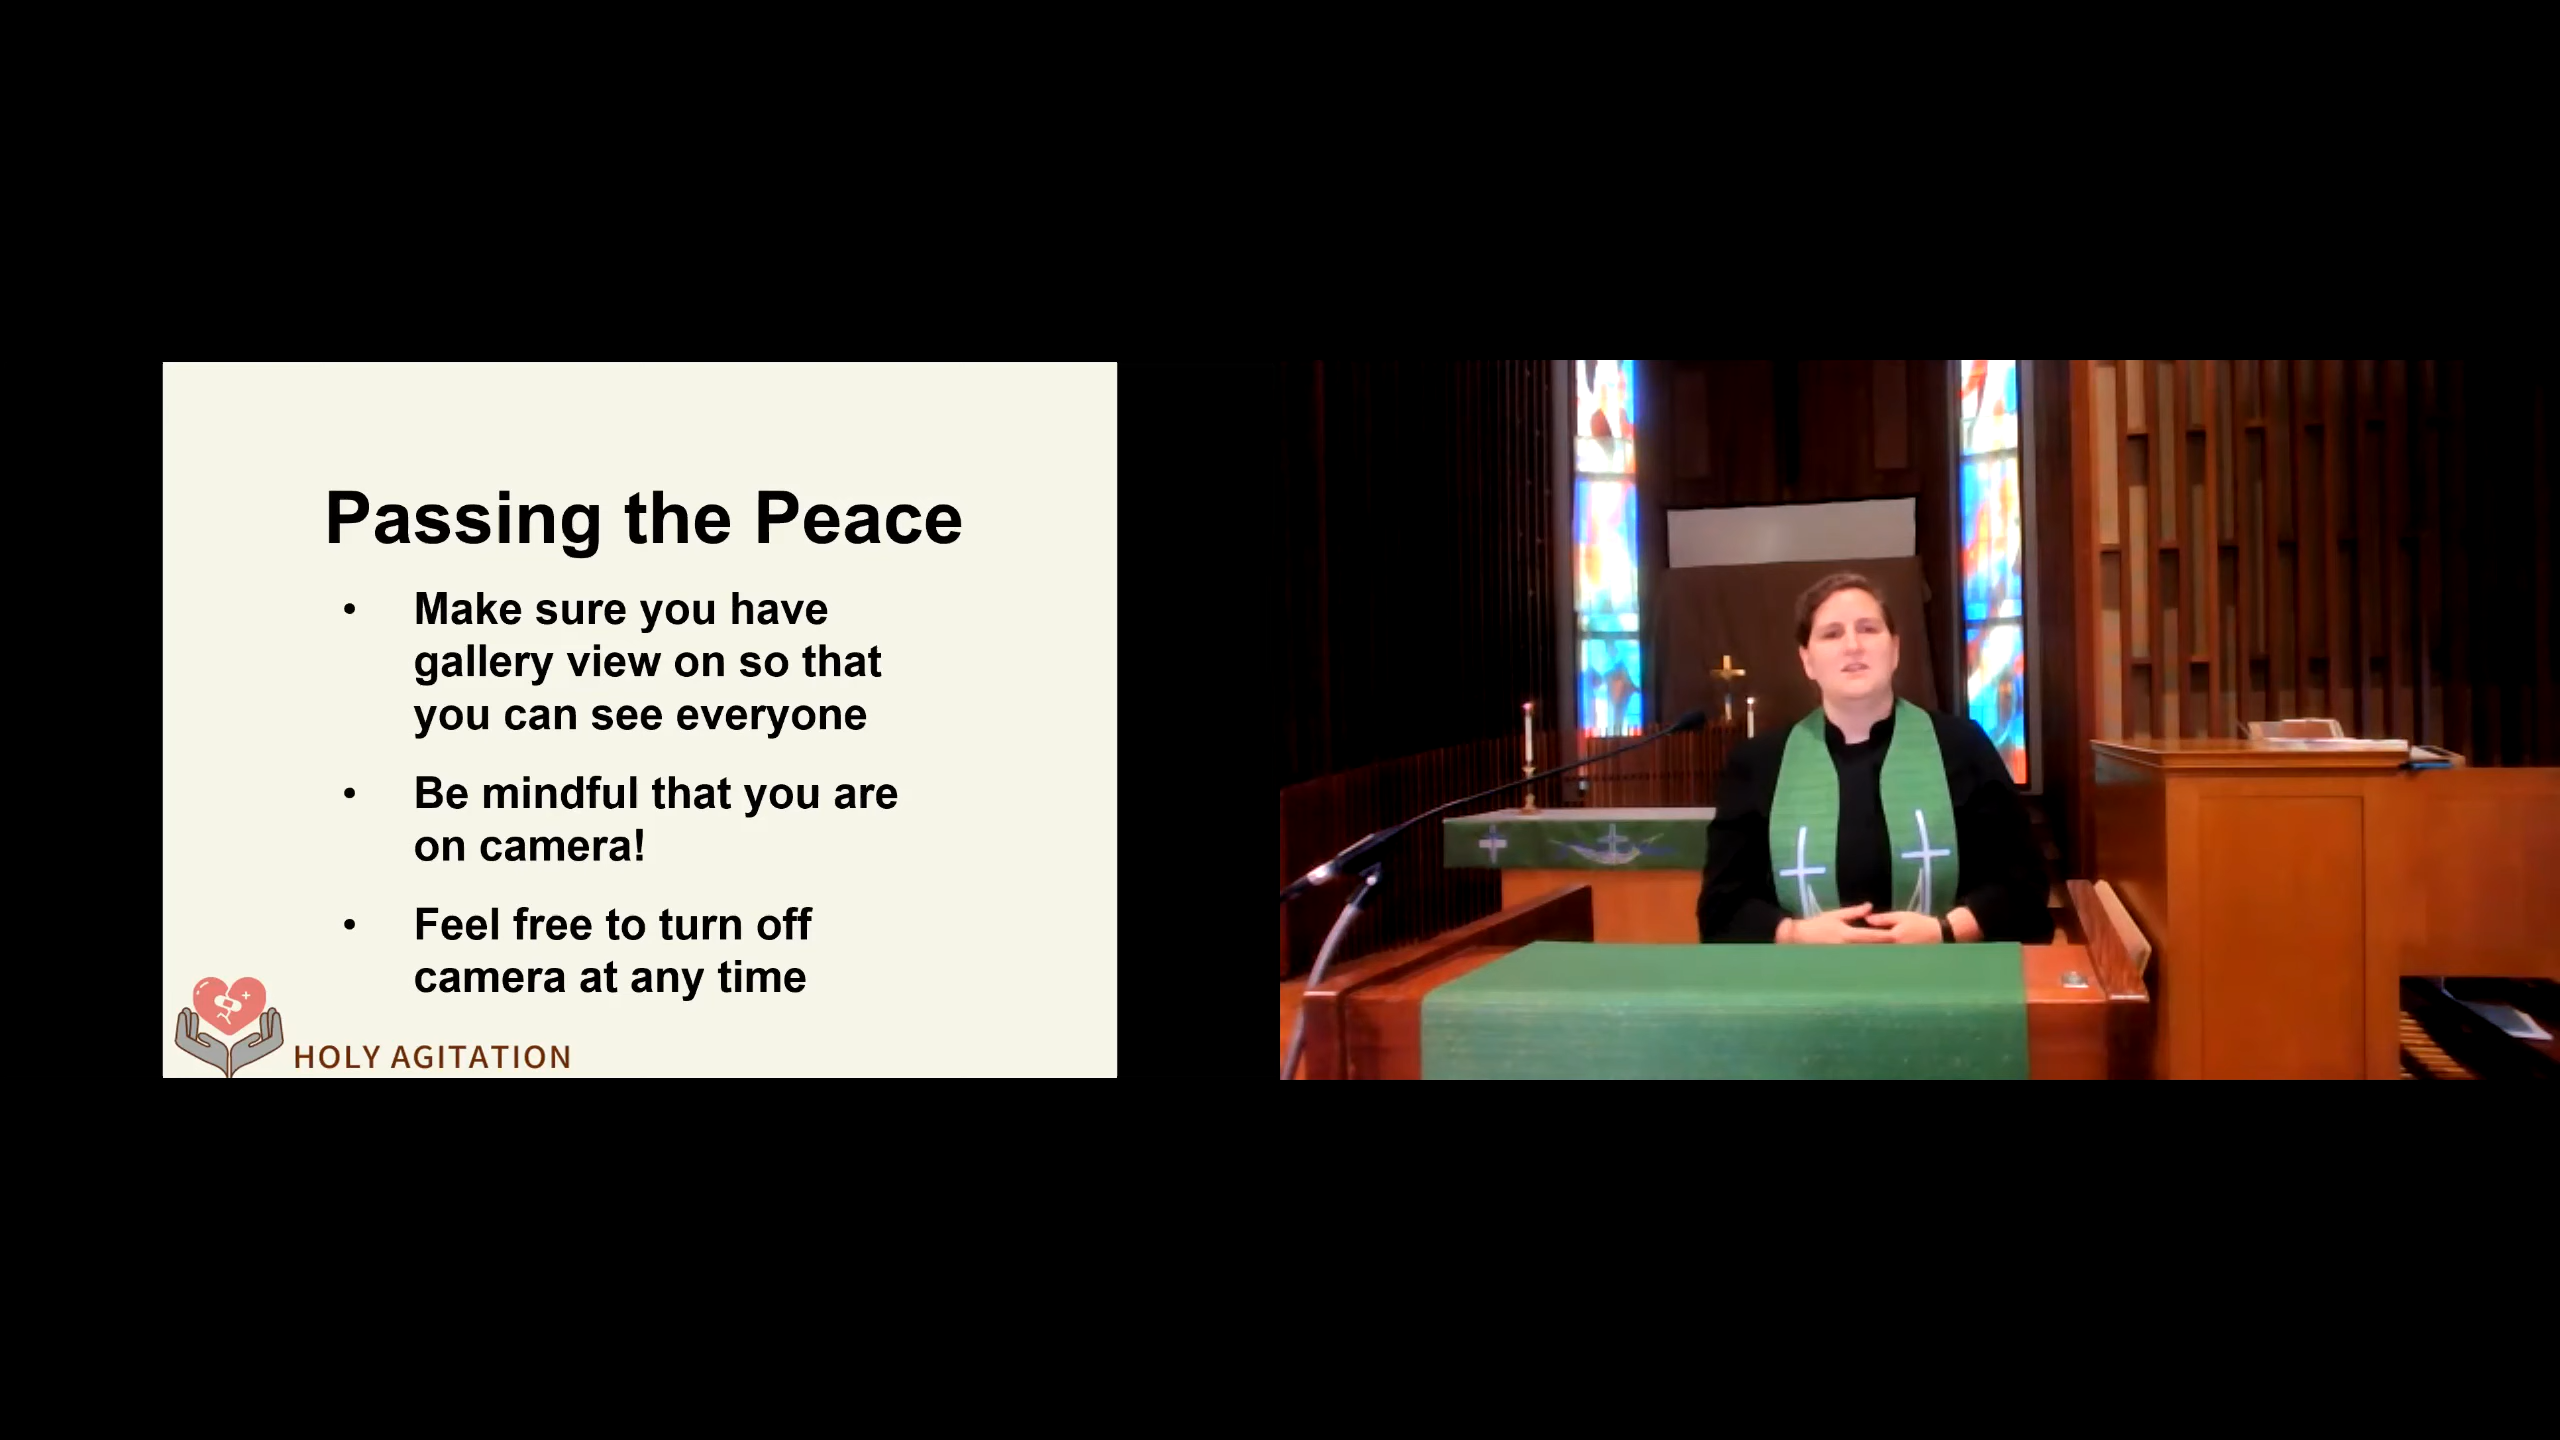 Passing the Peace
• Make sure you have
gallery view on so that
you can see everyone
• Be mindful that you are
on camera!
• Feel free to turn off
camera at any time
HOLY AGITATION